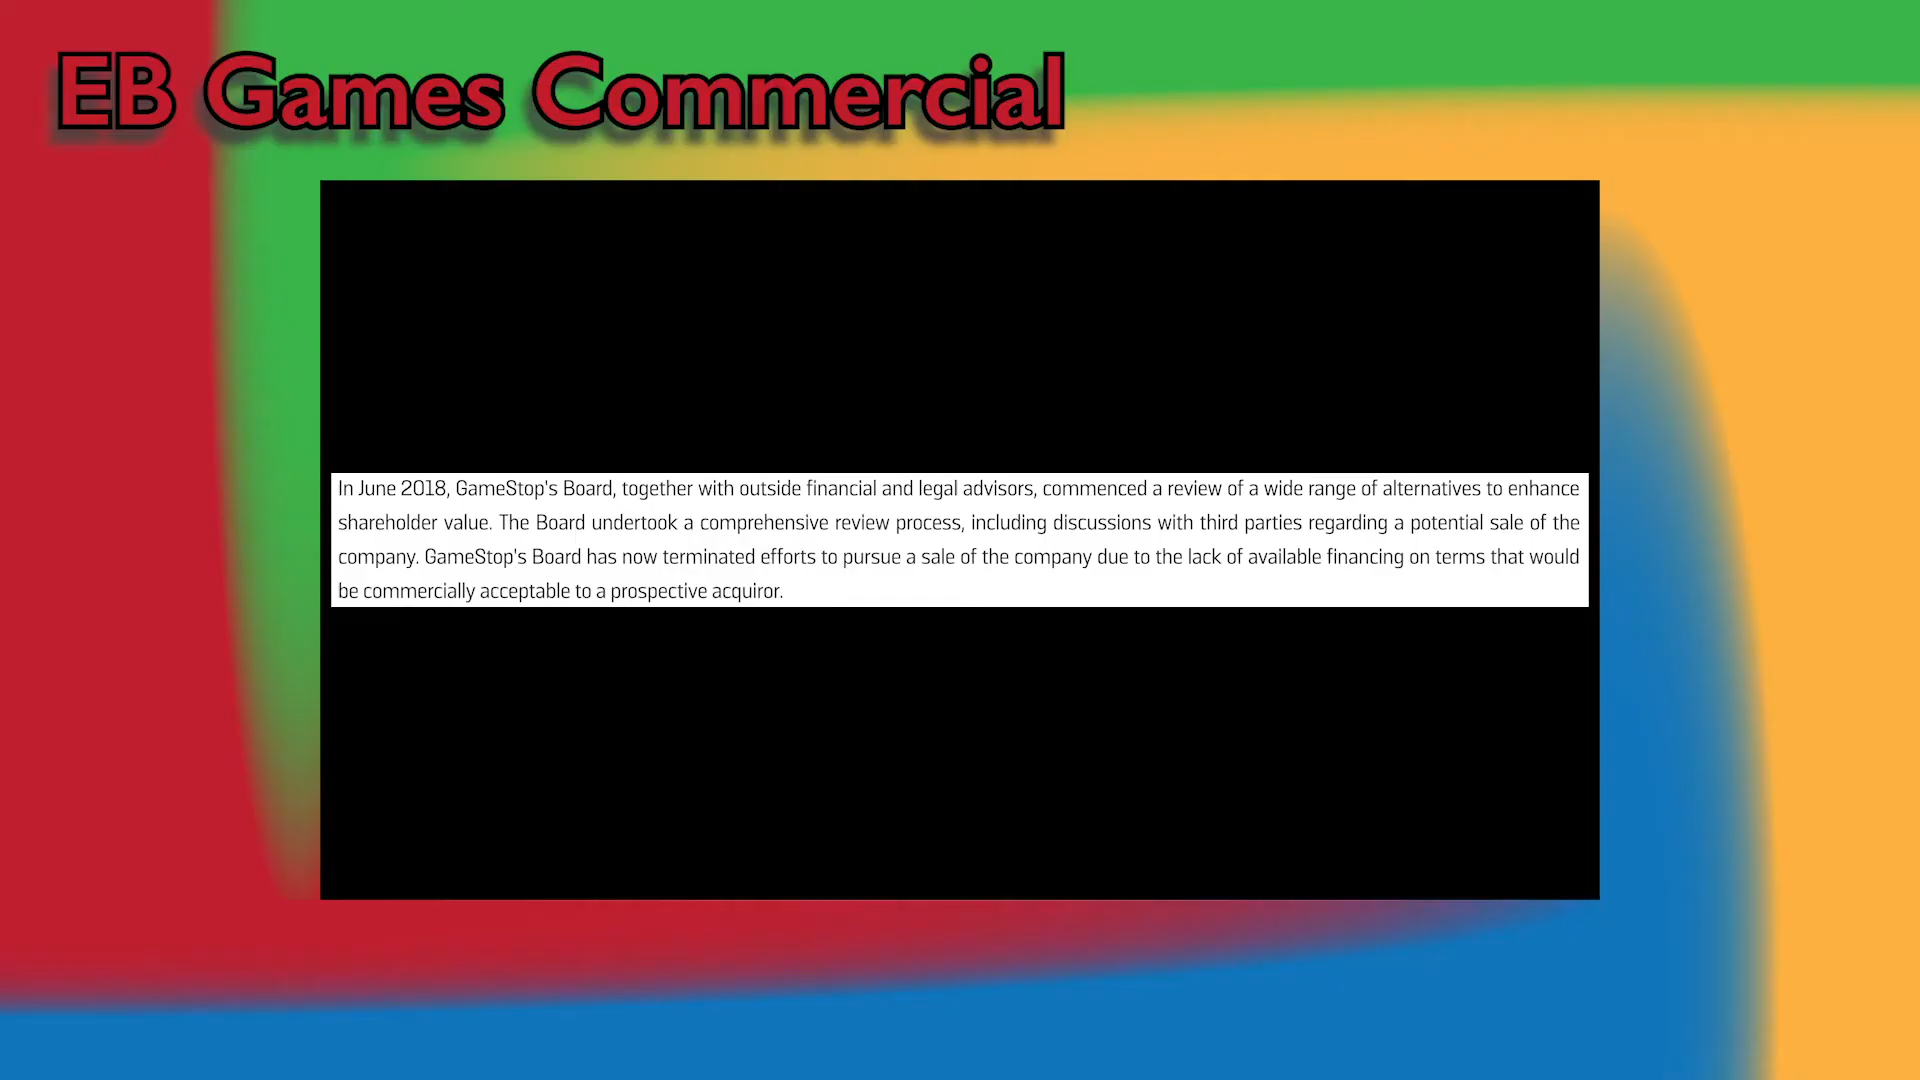 EB Games Commercial
In June 2018, GameStop's Board, together with outside financial and legal advisors, commenced a review of a wide range of alternatives to enhance
shareholder value. The Board undertook a comprehensive review process, including discussions with third parties regarding a potential sale of the
company. GameStop's Board has now terminated efforts to pursue a sale of the company due to the lack of available financing on terms that would
be commercially acceptable to a prospective acquiror.